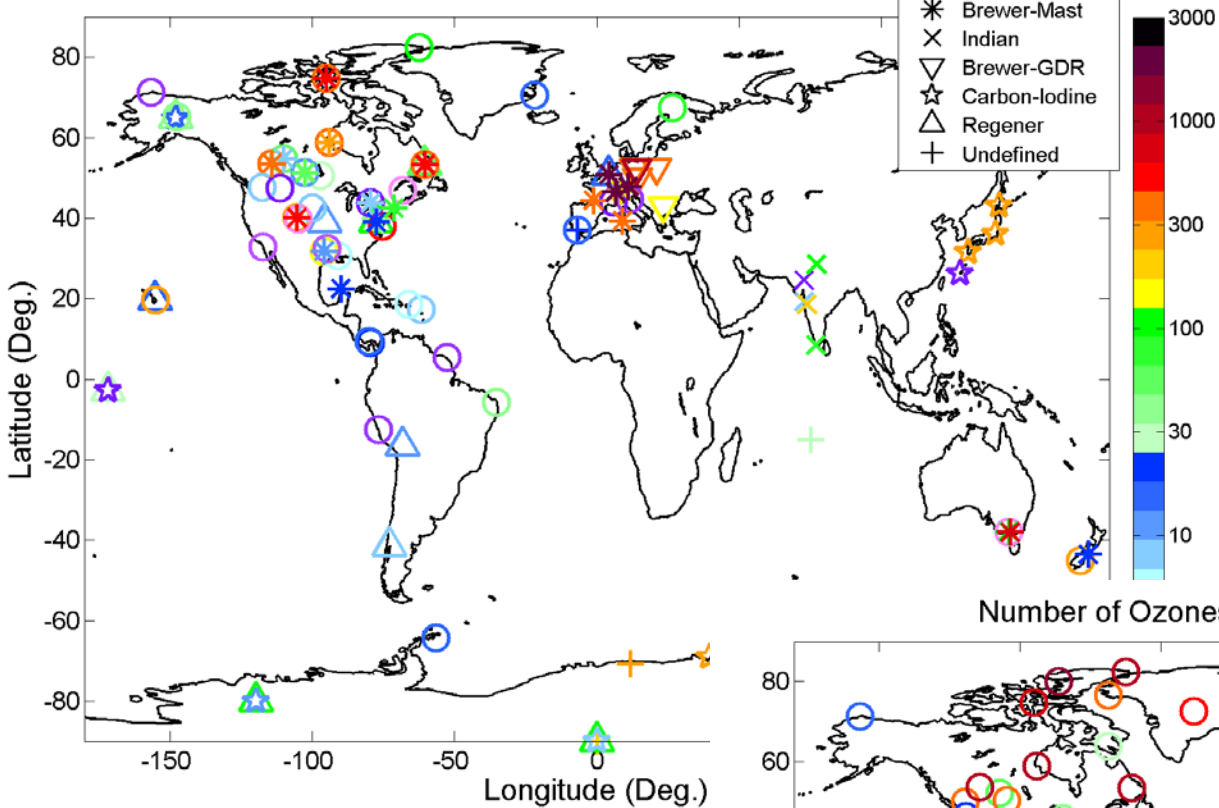 Brewer-Mast
Indian
Brewer-GDR
Carbon-Iodine
Regener
Undefined
3000
1000
300
100
30
10
80
60
40
20
0
-20
-40
-60
-80
Latitude (Deg.)
-150
-100
-50
0
Longitude (Deg.)
Number of Ozones
80
60